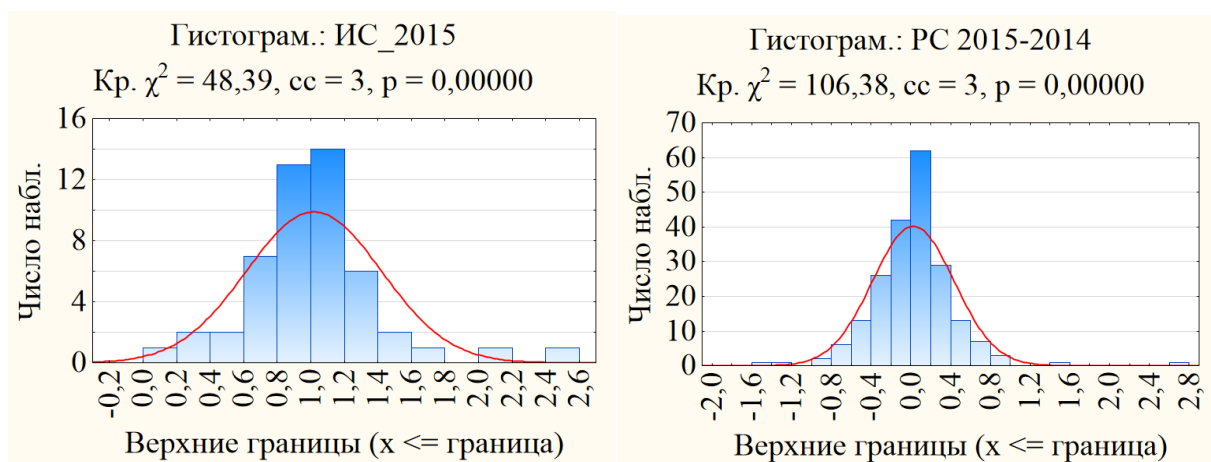 Гистограм.: ИС_2015
Кр. χ² = 48,39, сс = 3, p = 0,00000
16
12
8
4
0
Число набл.
-0,2 0,0 0,2 0,4 0,6 0,8 1,0 1,2 1,4 1,6 1,8 2,0 2,2 2,4 2,6
Верхние границы (x <= граница)
Гистограм.: РС 2015-2014
Кр. χ² = 106,38, сс = 3, p = 0,00000
70
60
50
40
30
20
10
0
Число набл.
-2,0 -1,6 -1,2 -0,8 -0,4 0,0 0,4 0,8 1,2 1,6 2,0 2,4 2,8
Верхние границы (x <= граница)